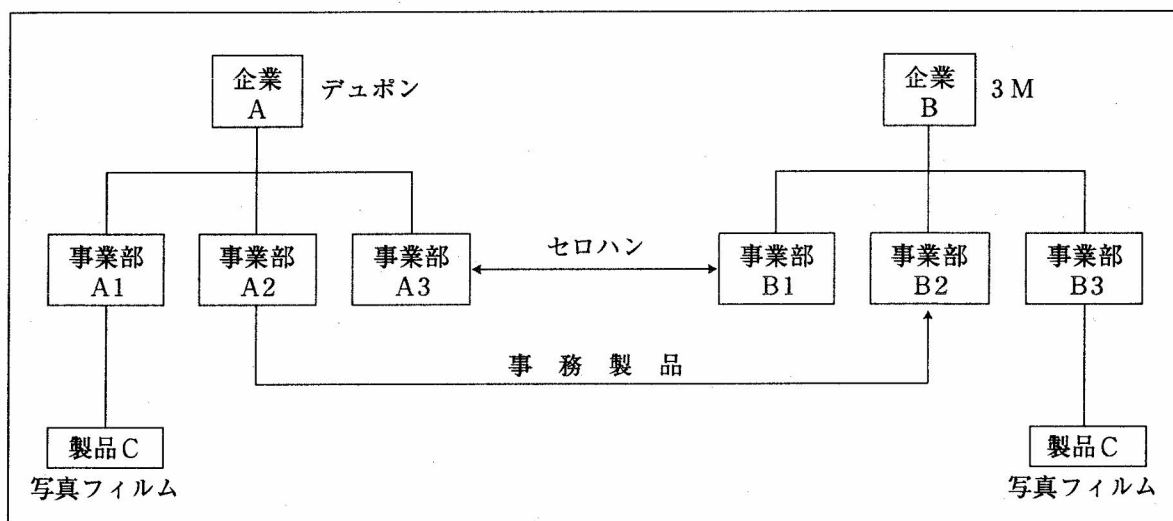 企業
A
デュポン
企業
B
3M
事業部
A1
事業部
A2
事業部
A3
セロハン
事業部
B1
事業部
B2
事業部
B3
事務製品
製品C
写真フィルム
製品C
写真フィルム